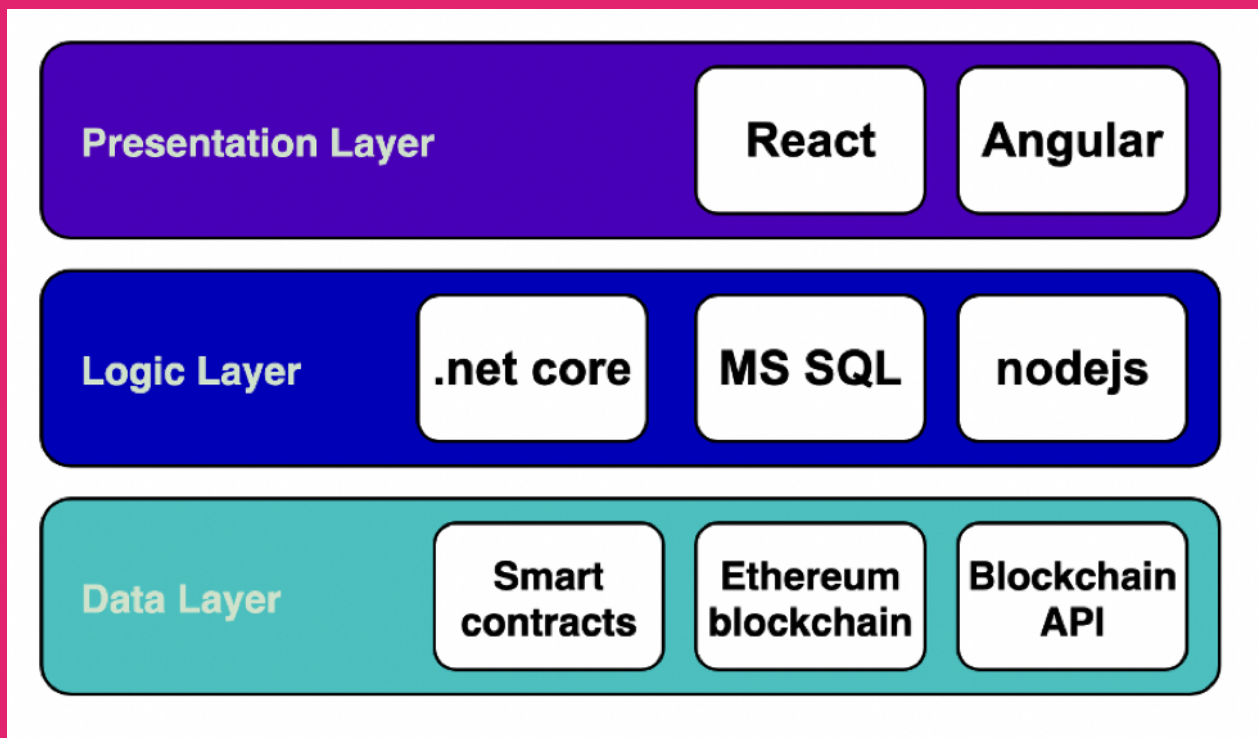 Presentation Layer
React
Angular
Logic Layer
.net core
MS SQL
nodejs
Data Layer
Smart
contracts
Ethereum
blockchain
Blockchain
API